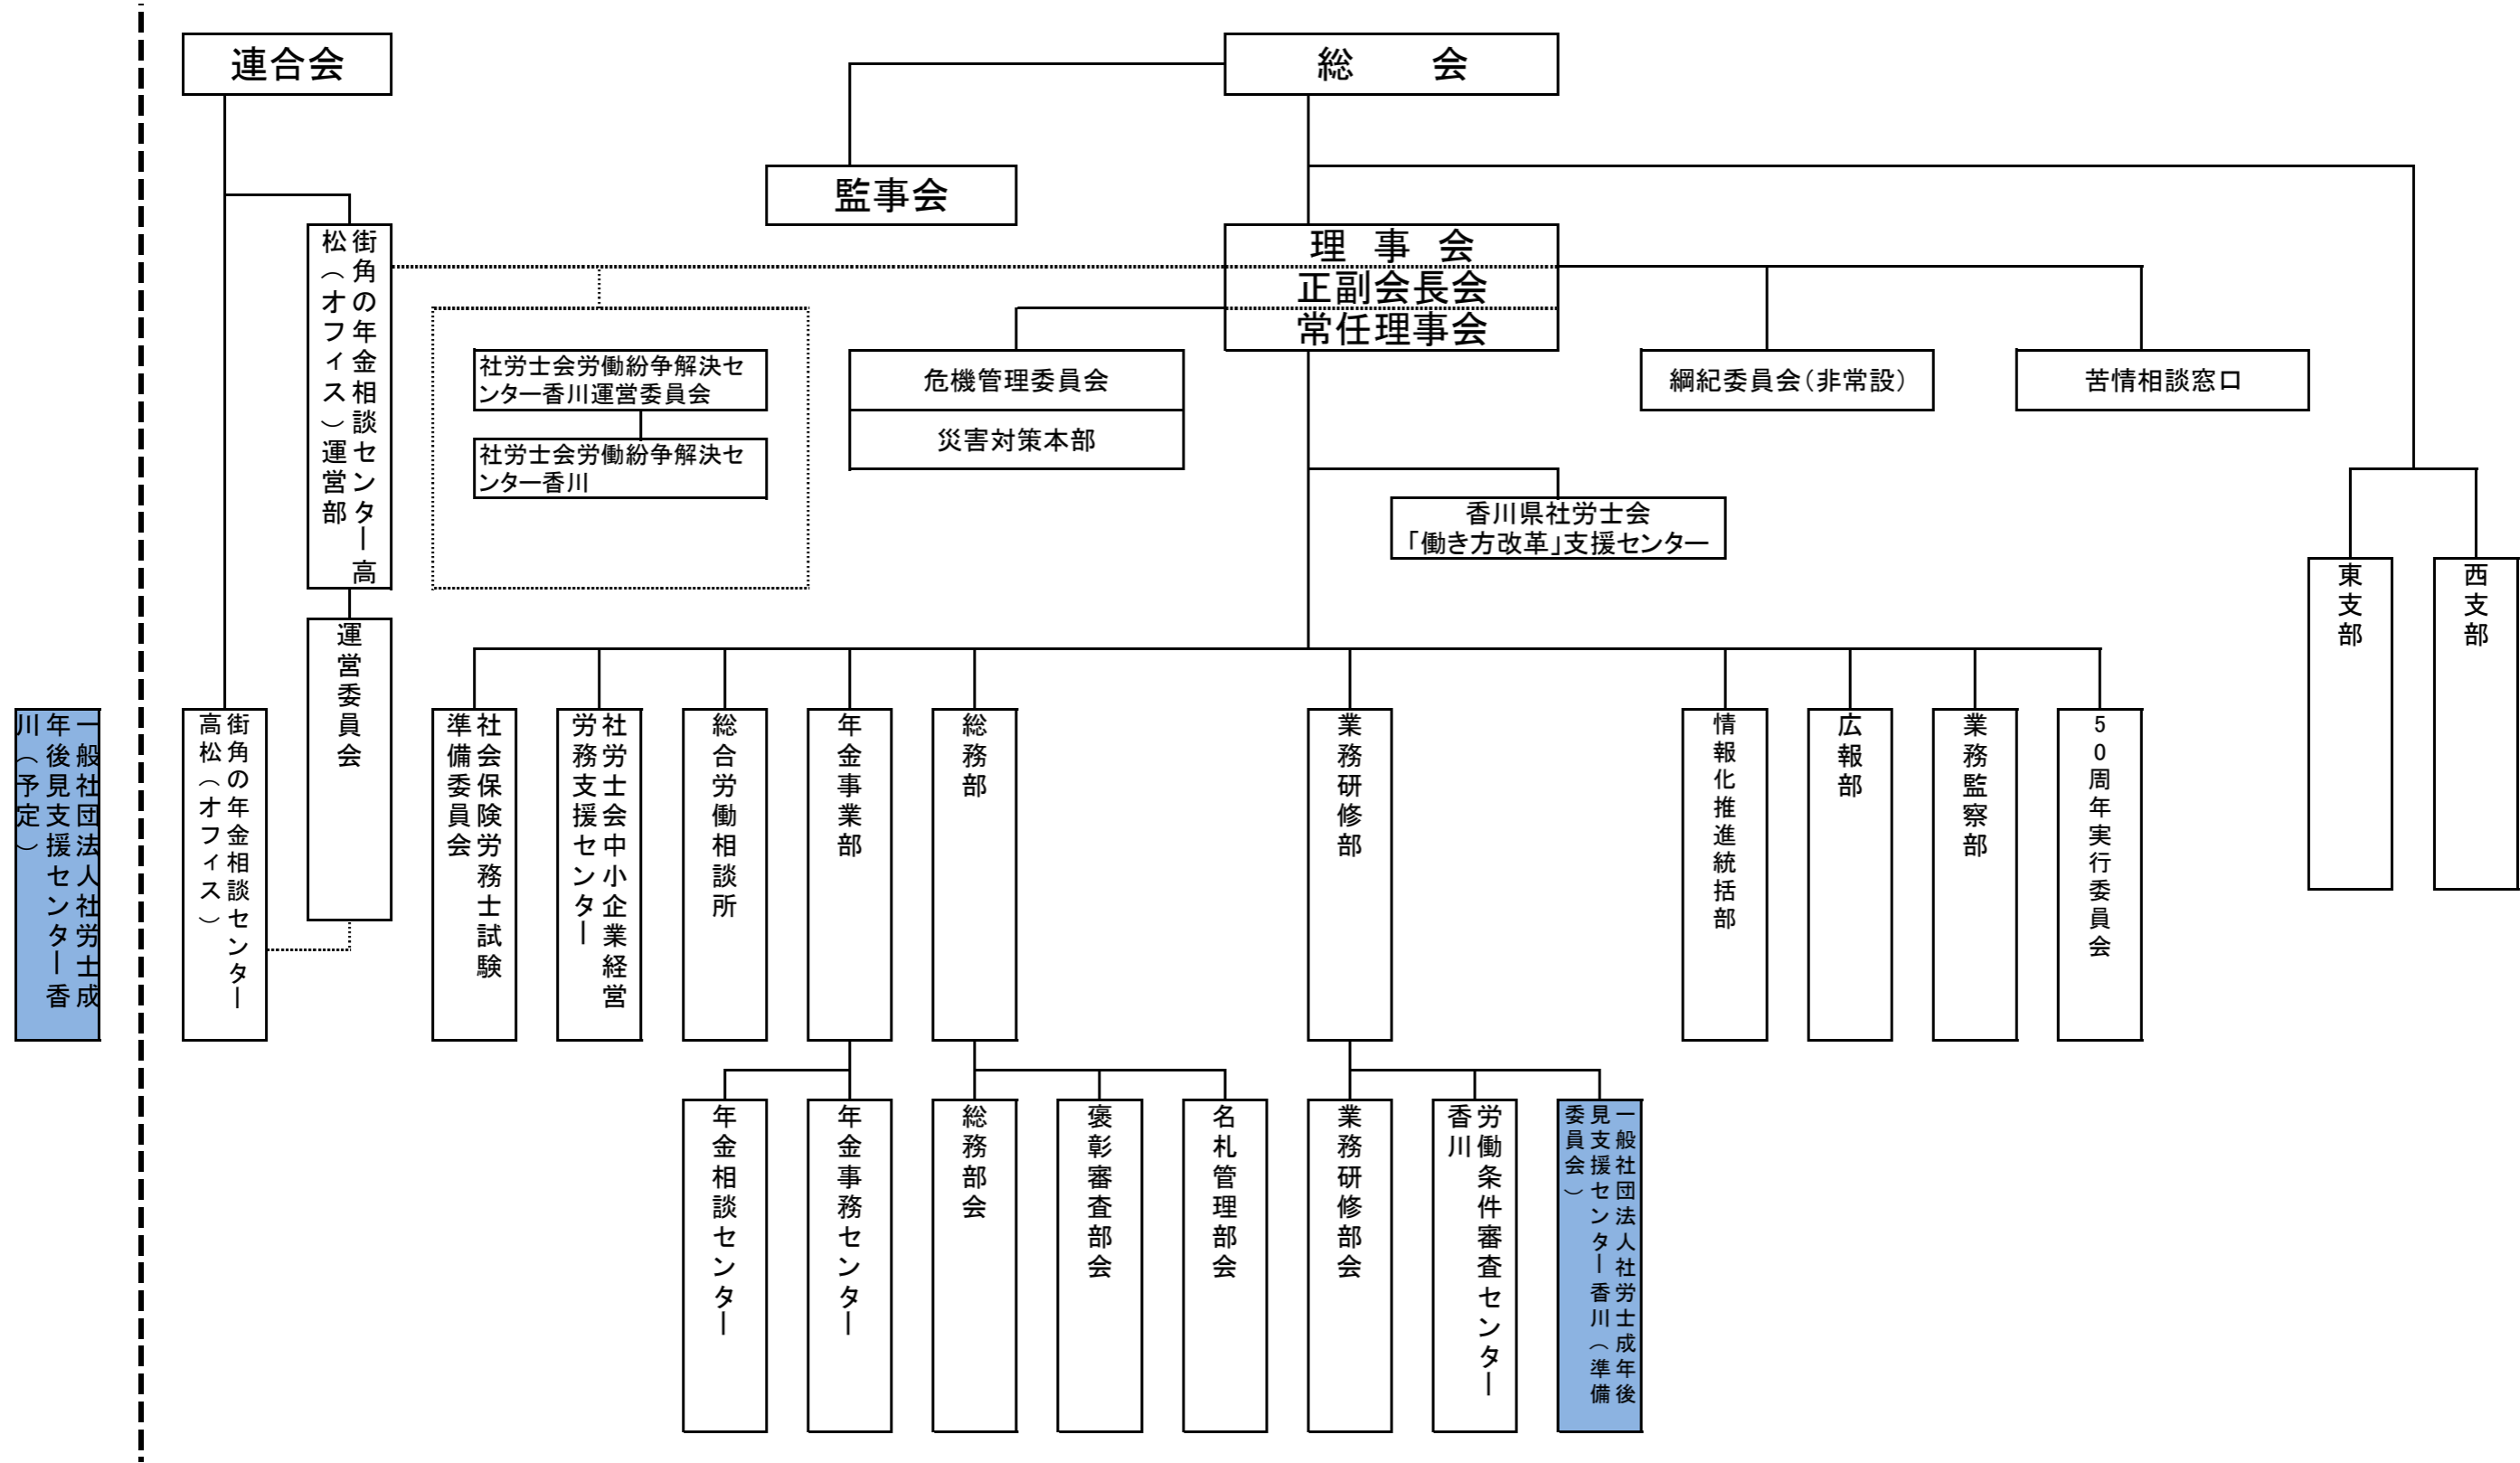 連合会
総　会
監事会
理 事 会
正副会長会
常任理事会
街角の年金相談センター高
松（オフィス）運営部
社労士会労働紛争解決セ
ンター香川運営委員会
社労士会労働紛争解決セ
ンター香川
危機管理委員会
災害対策本部
綱紀委員会（非常設）
苦情相談窓口
香川県社労士会
「働き方改革」支援センター
東支部
西支部
運営委員会
一般社団法人社労士成
年後見支援センター香
川（予定）
街角の年金相談センター
高松（オフィス）
社会保険労務士試験
準備委員会
社労士会中小企業経営
労務支援センター
総合労働相談所
年金事業部
総務部
業務研修部
情報化推進統括部
広報部
業務監察部
50周年実行委員会
年金相談センター
年金事務センター
総務部会
褒彰審査部会
名札管理部会
業務研修部会
労働条件審査センター
香川
一般社団法人社労士成年後
見支援センター香川（準備
委員会）